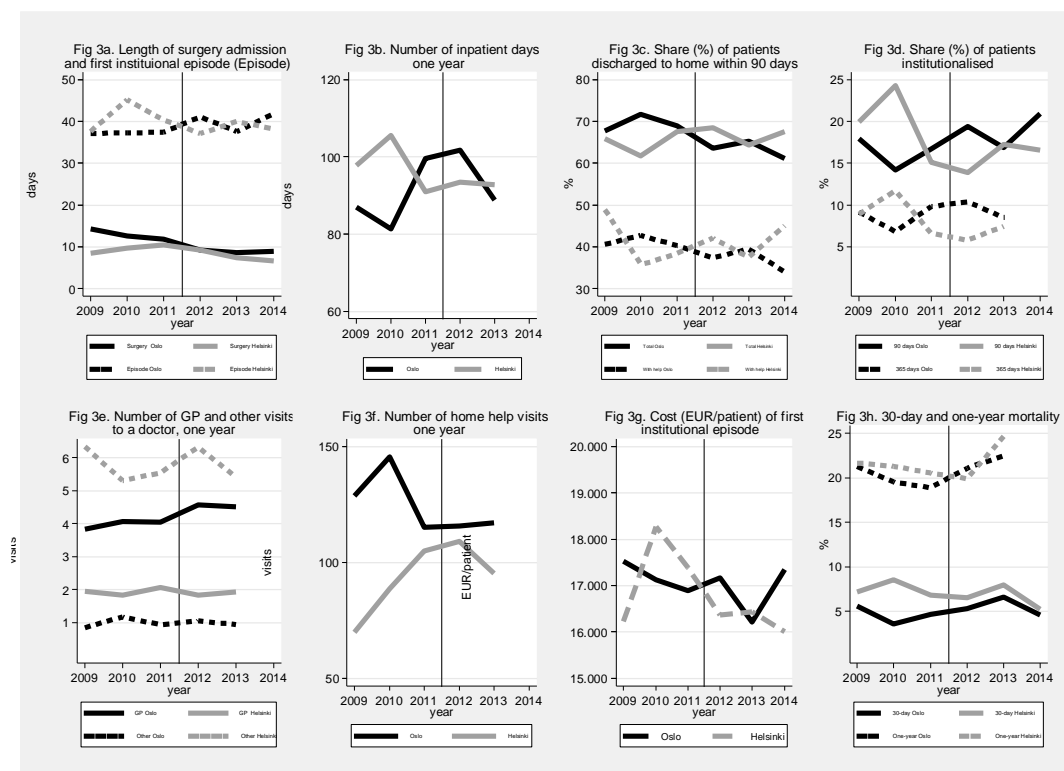 Fig 3a. Length of surgery admission
and first instituional episode (Episode)
50
40
30
20
10
0
days
2009 2010 2011 2012 2013 2014
year
Surgery Oslo Surgery Helsinki
Episode Oslo Episode Helsinki
Fig 3b. Number of inpatient days
one year
120
100
80
60
days
2009 2010 2011 2012 2013 2014
year
Oslo Helsinki
Fig 3c. Share (%) of patients
discharged to home within 90 days
80
70
60
50
40
30
%
2009 2010 2011 2012 2013 2014
year
Total Oslo Total Helsinki
With help Oslo With help Helsinki
Fig 3d. Share (%) of patients
institutionalised
25
20
15
10
5
%
2009 2010 2011 2012 2013 2014
year
90 days Oslo 90 days Helsinki
365 days Oslo 365 days Helsinki
Fig 3e. Number of GP and other visits
to a doctor, one year
6
5
4
3
2
1
visits
2009 2010 2011 2012 2013 2014
year
GP Oslo GP Helsinki
Other Oslo Other Helsinki
Fig 3f. Number of home help visits
one year
150
100
50
visits
2009 2010 2011 2012 2013 2014
year
Oslo Helsinki
Fig 3g. Cost (EUR/patient) of first
institutional episode
20.000
19.000
18.000
17.000
16.000
15.000
EUR/patient
2009 2010 2011 2012 2013 2014
year
Oslo Helsinki
Fig 3h. 30-day and one-year mortality
25
20
15
10
5
%
2009 2010 2011 2012 2013 2014
year
30-day Oslo 30-day Helsinki
One-year Oslo One-year Helsinki